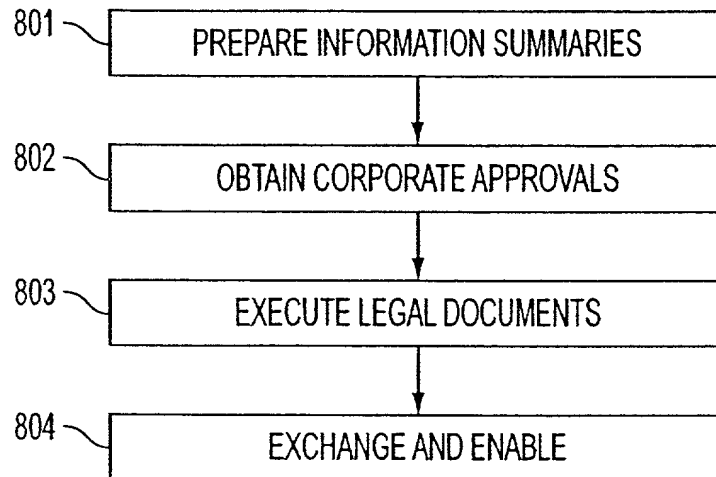 801 PREPARE INFORMATION SUMMARIES
802 OBTAIN CORPORATE APPROVALS
803 EXECUTE LEGAL DOCUMENTS
804 EXCHANGE AND ENABLE